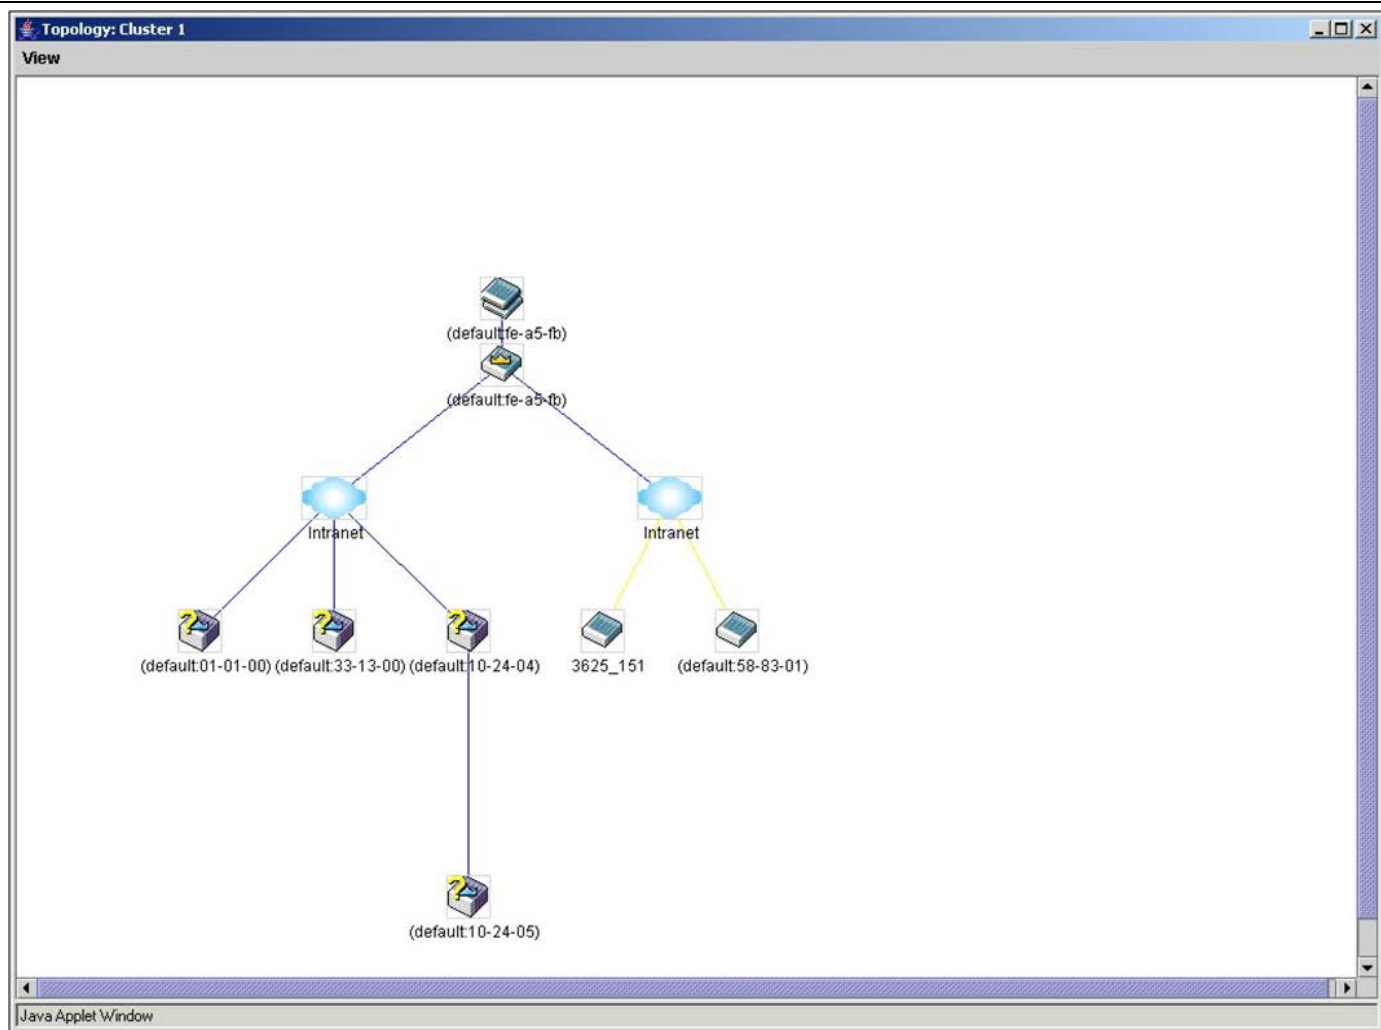 Topology: Cluster 1
View
(default:fe-a5-fb)
(default:fe-a5-fb)
Intranet Intranet
(default:01-01-00) (default:33-13-00) (default:10-24-04) 3625_151 (default:58-83-01)
(default:10-24-05)
Java Applet Window